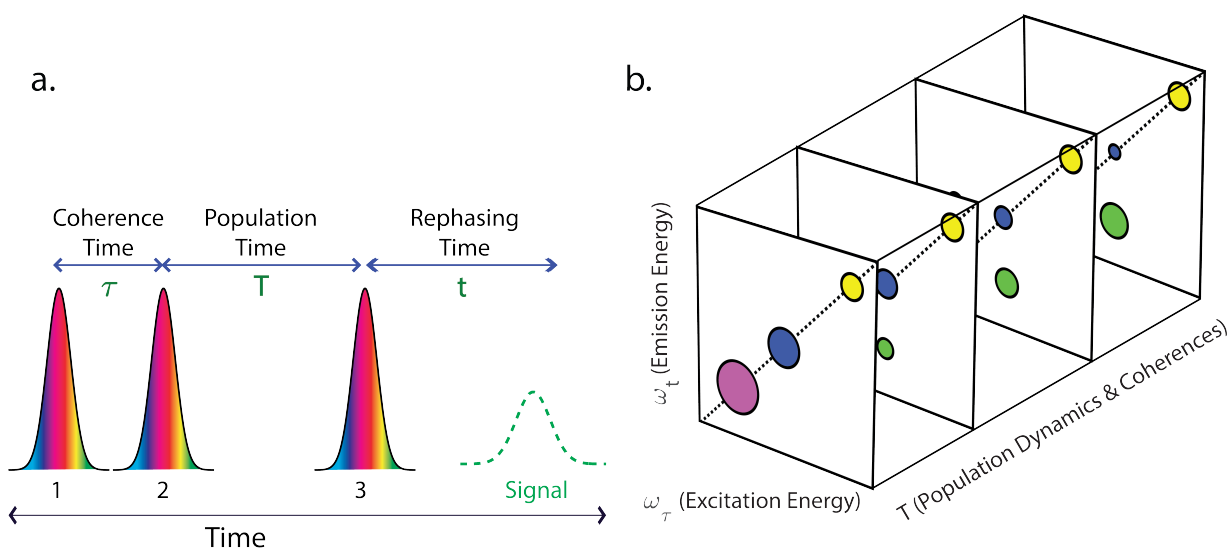 a.
Coherence
Time
Population
Time
Rephasing
Time
τ
T
t
1
2
3
Signal
Time
b.
ω_t (Emission Energy)
ω_τ (Excitation Energy)
T (Population Dynamics & Coherences)